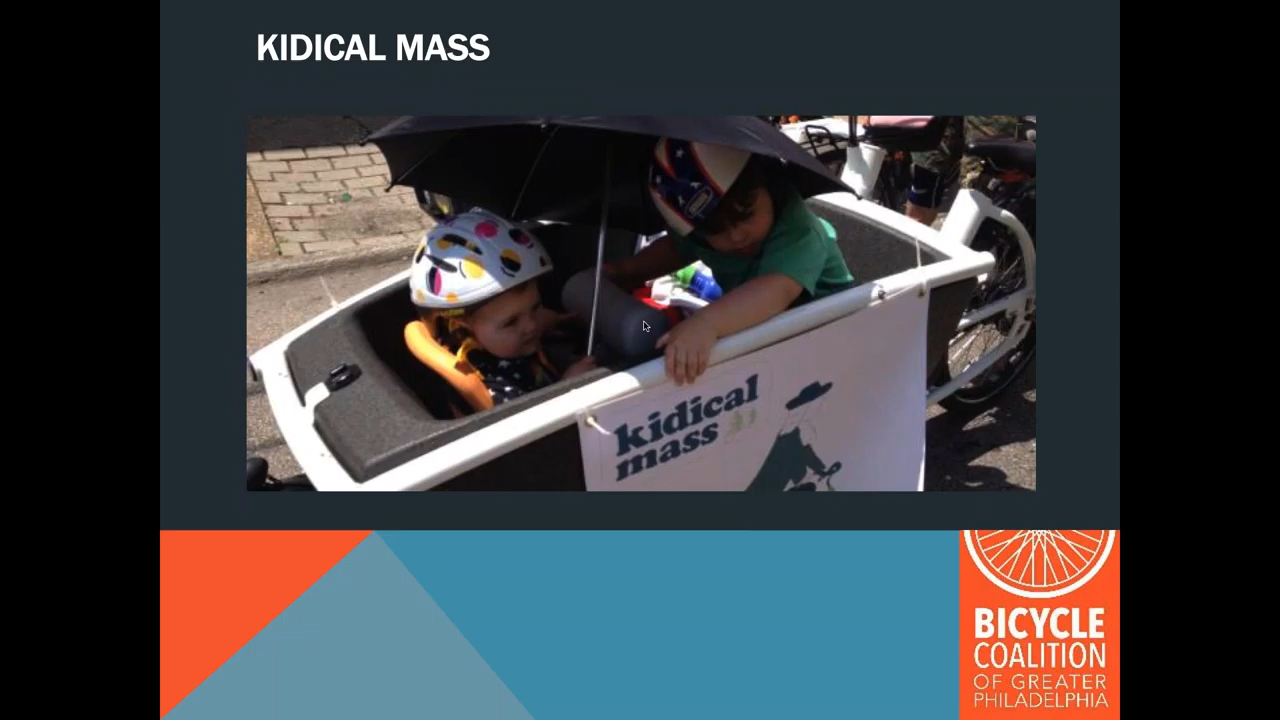 KIDICAL MASS
kidical
mass
BICYCLE
COALITION
OF GREATER
PHILADELPHIA